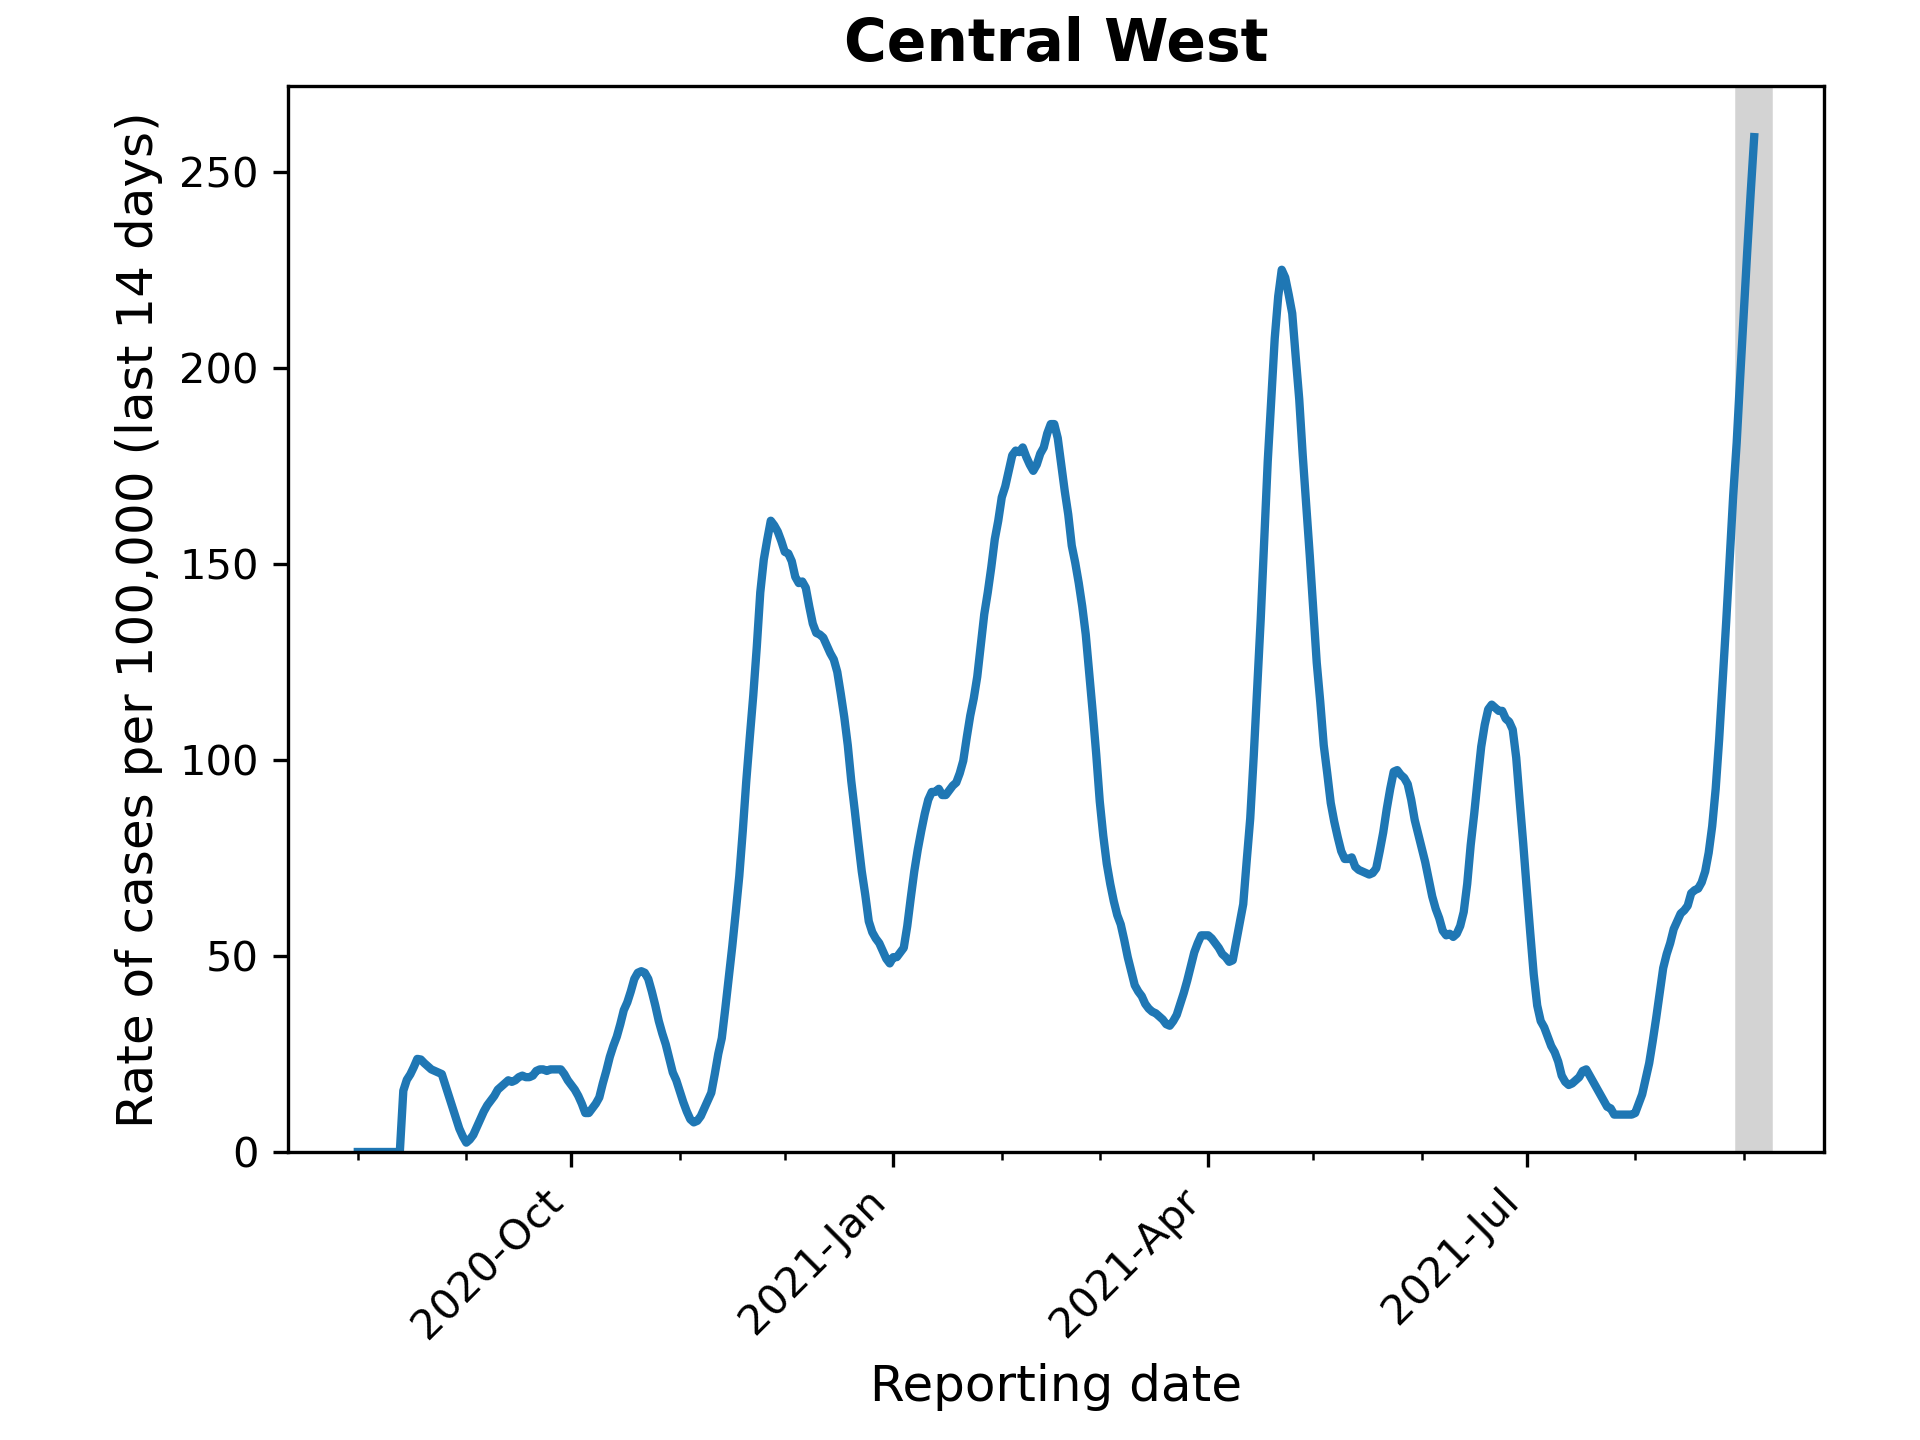 Central West
Rate of cases per 100,000 (last 14 days)
250
200
150
100
50
0
2020-Oct
2021-Jan
2021-Apr
2021-Jul
Reporting date